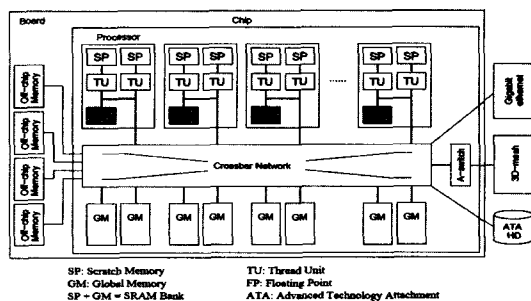 Board
Chip
Processor
SP SP SP SP SP SP SP SP
TU TU TU TU ...... TU TU
Off-chip Memory
Off-chip Memory
Off-chip Memory
Off-chip Memory
Crossbar Network
Gigabit ethernet
A-switch
3D-mesh
ATA HD
GM GM GM GM GM GM GM GM
SP: Scratch Memory TU: Thread Unit
GM: Global Memory FP: Floating Point
SP + GM = SRAM Bank ATA: Advanced Technology Attachment